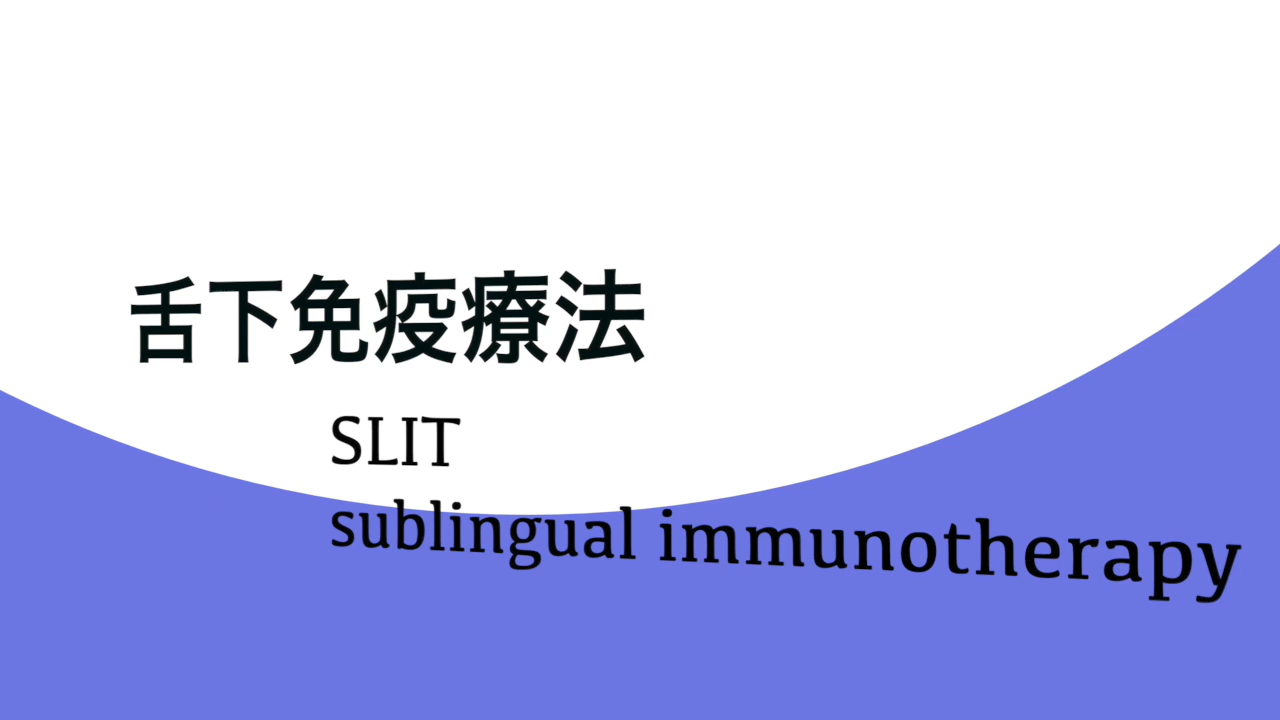 舌下免疫療法
SLIT
sublingual immunotherapy